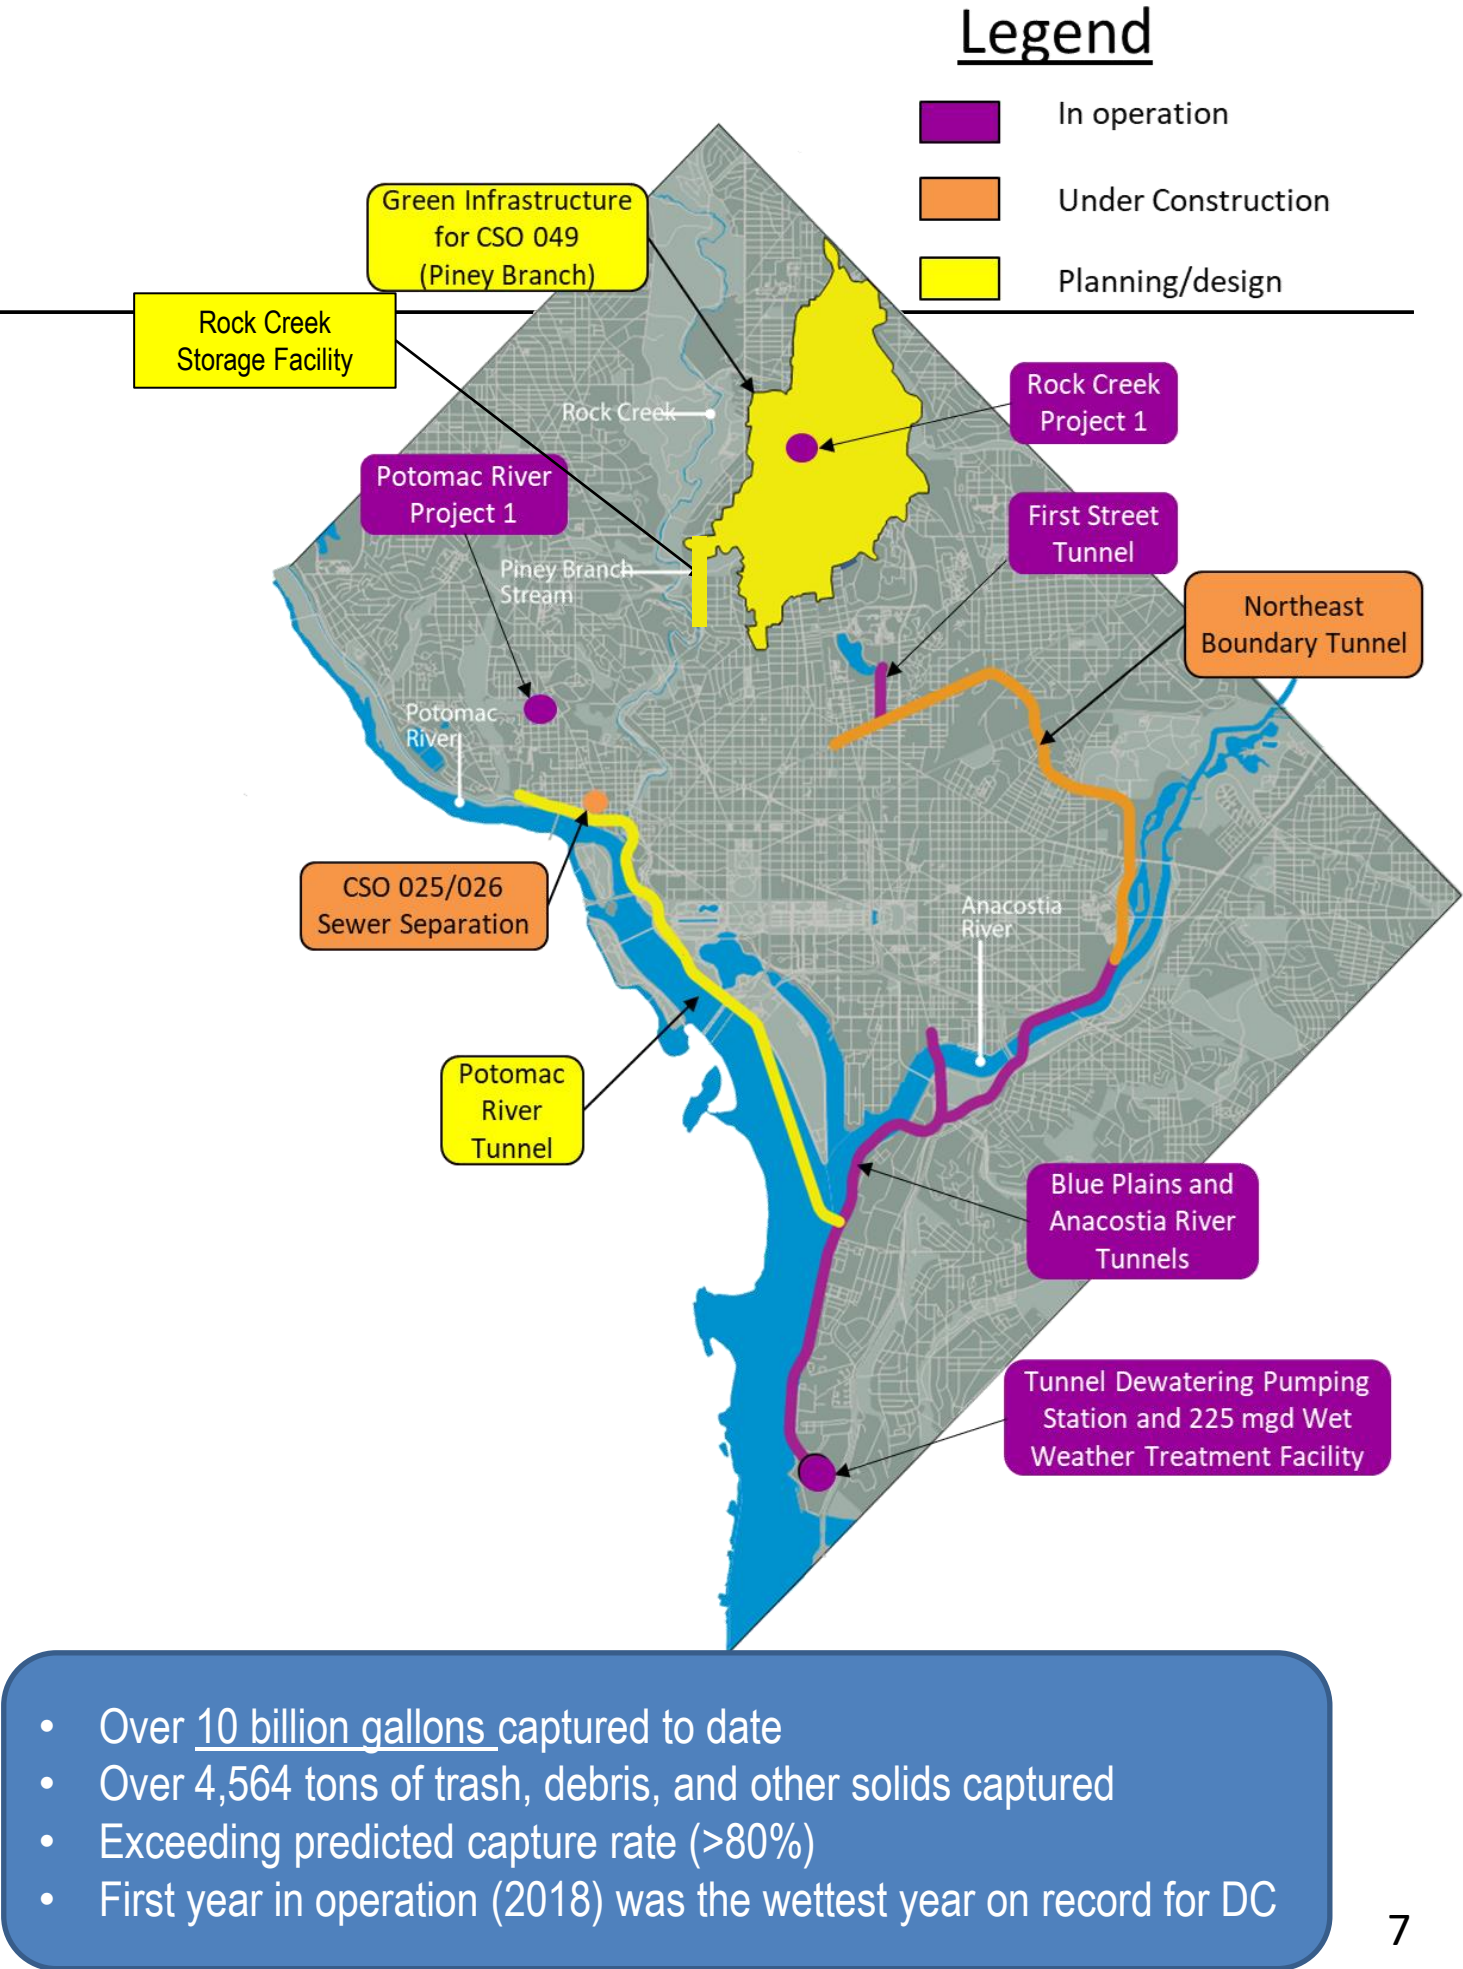 Legend
In operation
Under Construction
Planning/design
Green Infrastructure
for CSO 049
(Piney Branch)
Rock Creek
Storage Facility
Rock Creek
Rock Creek
Project 1
Potomac River
Project 1
First Street
Tunnel
Piney Branch
Stream
Northeast
Boundary Tunnel
Potomac
River
CSO 025/026
Sewer Separation
Anacostia
River
Potomac
River
Tunnel
Blue Plains and
Anacostia River
Tunnels
Tunnel Dewatering Pumping
Station and 225 mgd Wet
Weather Treatment Facility
• Over 10 billion gallons captured to date
• Over 4,564 tons of trash, debris, and other solids captured
• Exceeding predicted capture rate (>80%)
• First year in operation (2018) was the wettest year on record for DC
7